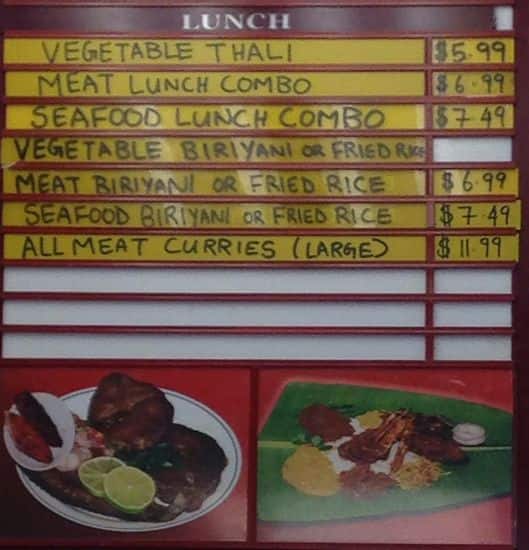 LUNCH
VEGETABLE THALI $5.99
MEAT LUNCH COMBO $6.99
SEAFOOD LUNCH COMBO $7.49
VEGETABLE BIRIYANI OR FRIED RICE
MEAT BIRIYANI OR FRIED RICE $6.99
SEAFOOD BIRIYANI OR FRIED RICE $7.49
ALL MEAT CURRIES (LARGE) $11.99